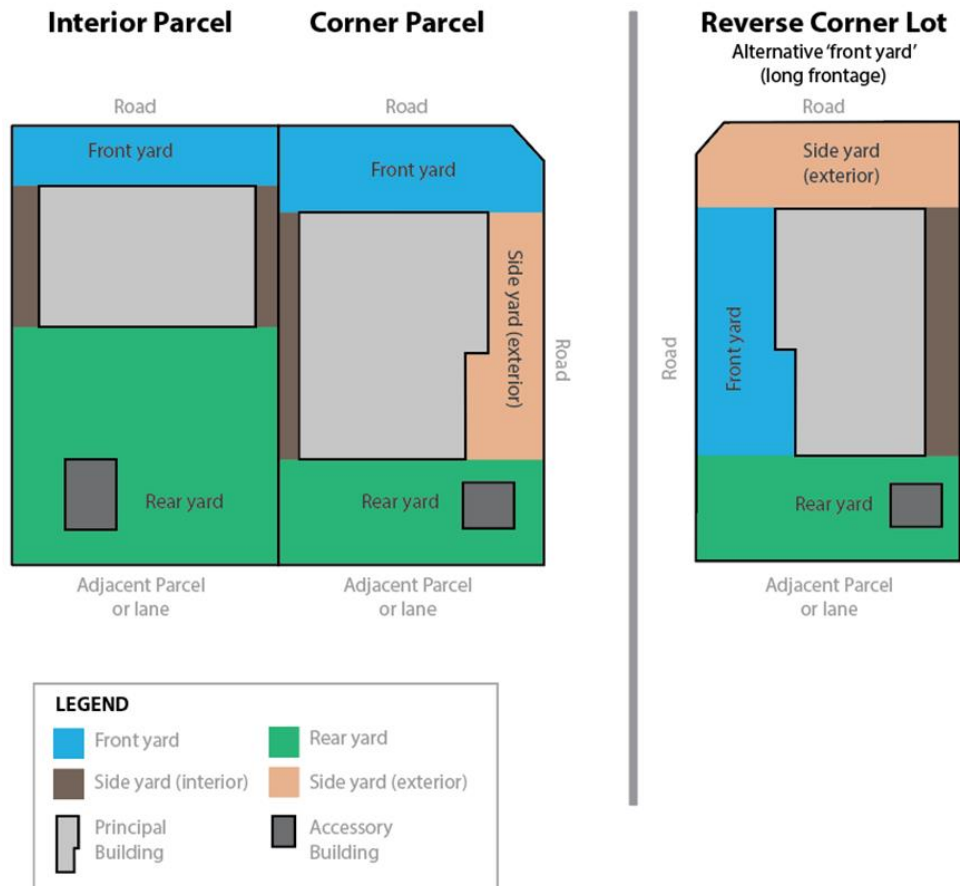 Interior Parcel
Corner Parcel
Reverse Corner Lot
Alternative ‘front yard’
(long frontage)
Road
Road
Road
Front yard
Front yard
Side yard (exterior)
Road
Rear yard
Rear yard
Adjacent Parcel
or lane
Adjacent Parcel
or lane
Side yard
(exterior)
Front yard
Road
Rear yard
Adjacent Parcel
or lane
LEGEND
Front yard
Rear yard
Side yard (interior)
Side yard (exterior)
Principal
Building
Accessory
Building